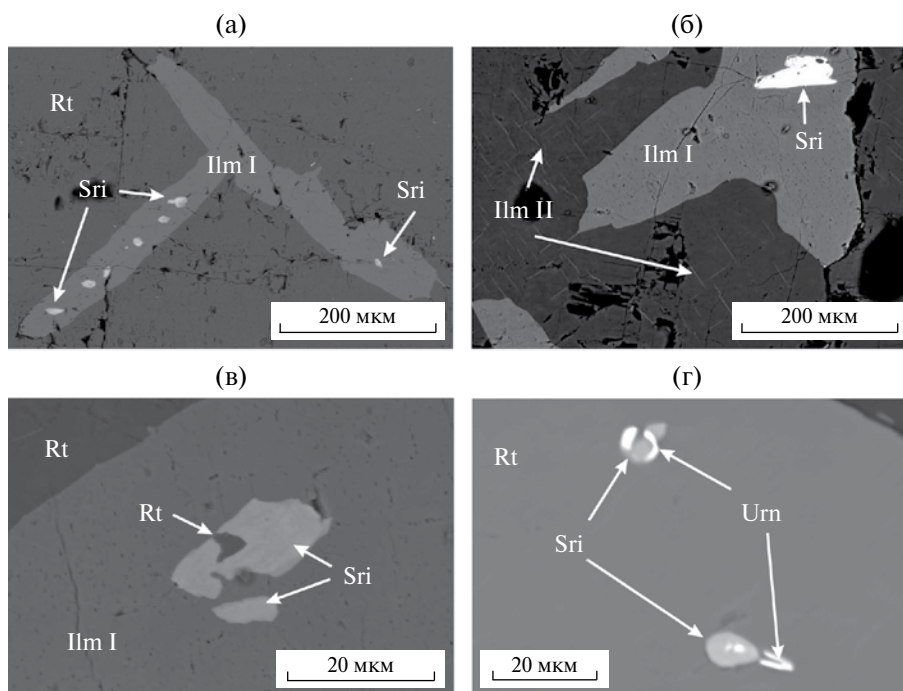 (а)
Rt
Ilm I
Sri
Sri
200 мкм
(б)
Sri
Ilm I
Ilm II
200 мкм
(в)
Rt
Rt
Sri
Ilm I
20 мкм
(г)
Rt
Urn
Sri
20 мкм